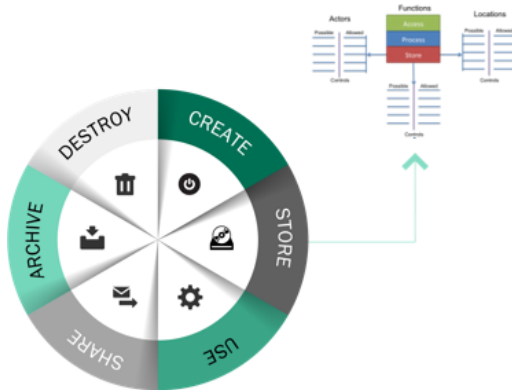 Functions
Actors
Access
Locations
Possible
Allowed
Process
Possible
Allowed
Store
Controls
Controls
Possible
Allowed
Controls
DESTROY
CREATE
ARCHIVE
STORE
SHARE
USE